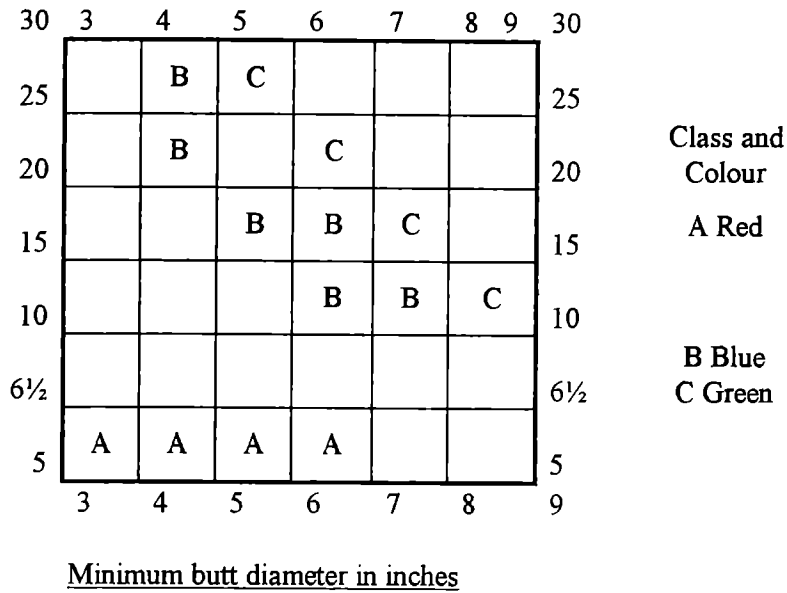 30 3 4 5 6 7 8 9 30
B C
25 25
B C
20 20
B B C
15 15
B B C
10 10
6½ 6½
A A A A
5 5
3 4 5 6 7 8 9
Class and
Colour
A Red
B Blue
C Green
Minimum butt diameter in inches